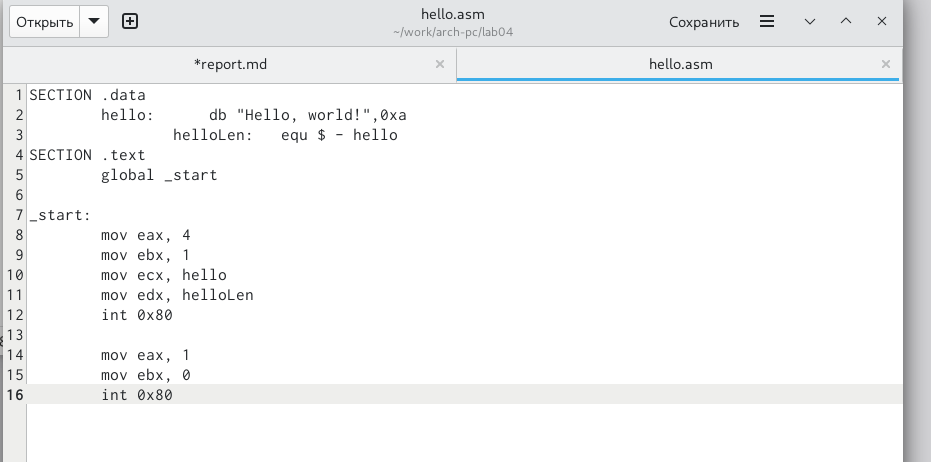 Открыть
hello.asm
~/work/arch-pc/lab04
Сохранить
*report.md
hello.asm
1 SECTION .data
2         hello:      db "Hello, world!",0xa
3                 helloLen:   equ $ - hello
4 SECTION .text
5         global _start
6
7 _start:
8         mov eax, 4
9         mov ebx, 1
10         mov ecx, hello
11         mov edx, helloLen
12         int 0x80
13
14         mov eax, 1
15         mov ebx, 0
16         int 0x80